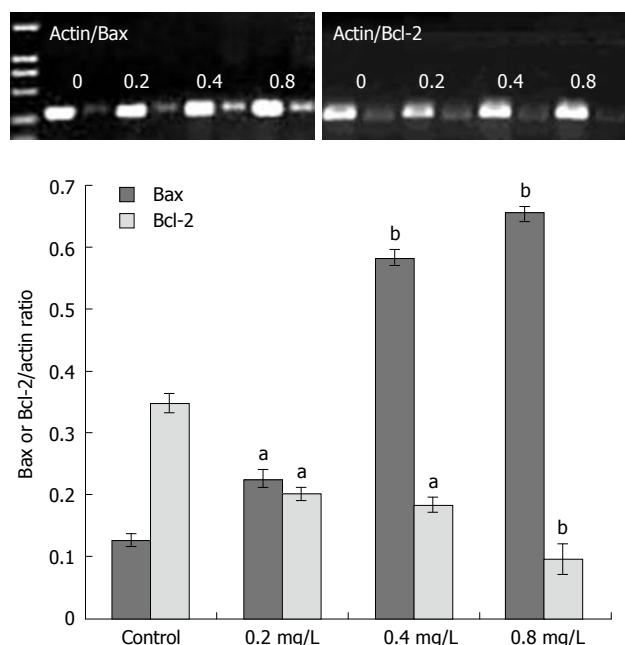 Actin/Bax
0 0.2 0.4 0.8
Actin/Bcl-2
0 0.2 0.4 0.8
Bax or Bcl-2/actin ratio
0.7
0.6
0.5
0.4
0.3
0.2
0.1
0
Bax
Bcl-2
a
a
b
a
b
b
Control 0.2 mg/L 0.4 mg/L 0.8 mg/L